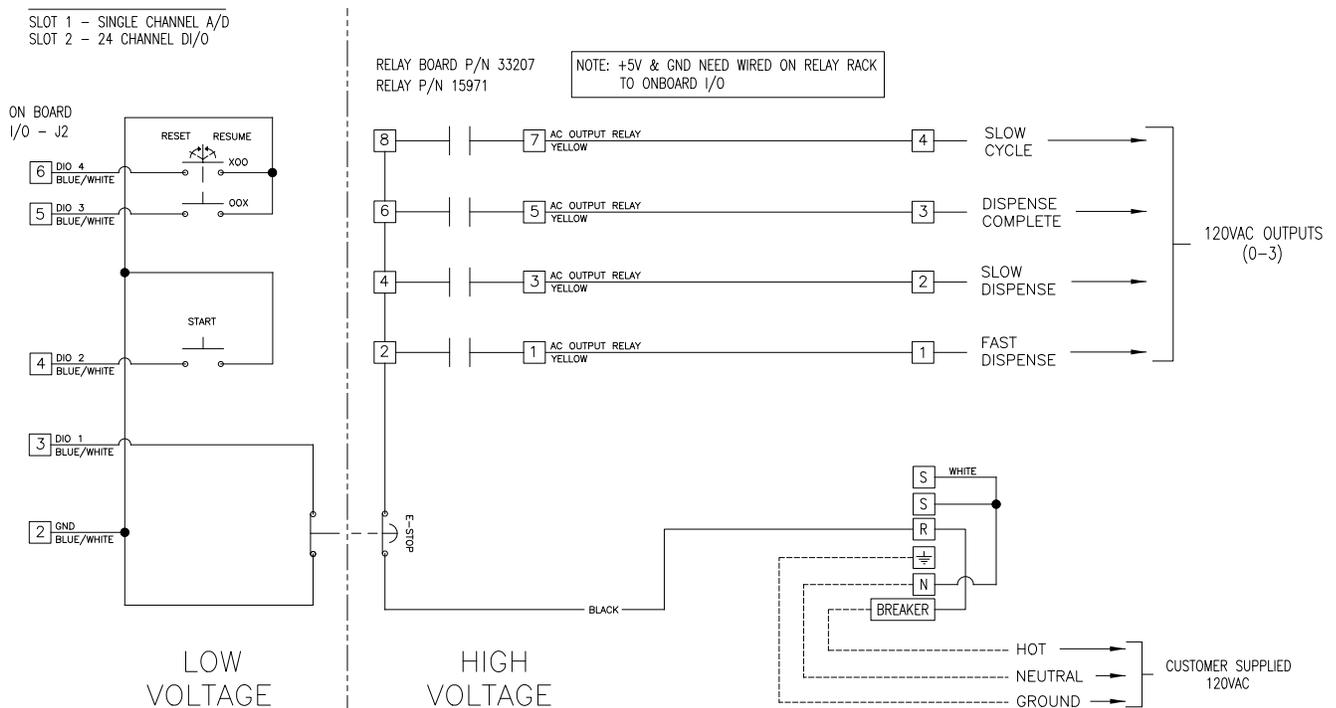 SLOT 1 - SINGLE CHANNEL A/D
SLOT 2 - 24 CHANNEL DI/O
RELAY BOARD P/N 33207
RELAY P/N 15971
NOTE: +5V & GND NEED WIRED ON RELAY RACK
TO ONBOARD I/O
ON BOARD
I/O - J2
RESET RESUME
XOO
6 DIO 4
BLUE/WHITE
OOX
5 DIO 3
BLUE/WHITE
START
4 DIO 2
BLUE/WHITE
3 DIO 1
BLUE/WHITE
2 GND
BLUE/WHITE
LOW
VOLTAGE
8 7 AC OUTPUT RELAY 4 SLOW
YELLOW CYCLE
6 5 AC OUTPUT RELAY 3 DISPENSE
YELLOW COMPLETE
4 3 AC OUTPUT RELAY 2 SLOW
YELLOW DISPENSE
2 1 AC OUTPUT RELAY 1 FAST
YELLOW DISPENSE
120VAC OUTPUTS
(0-3)
E-STOP
BLACK
S WHITE
S
R
N
BREAKER
HOT
NEUTRAL
GROUND
CUSTOMER SUPPLIED
120VAC
HIGH
VOLTAGE